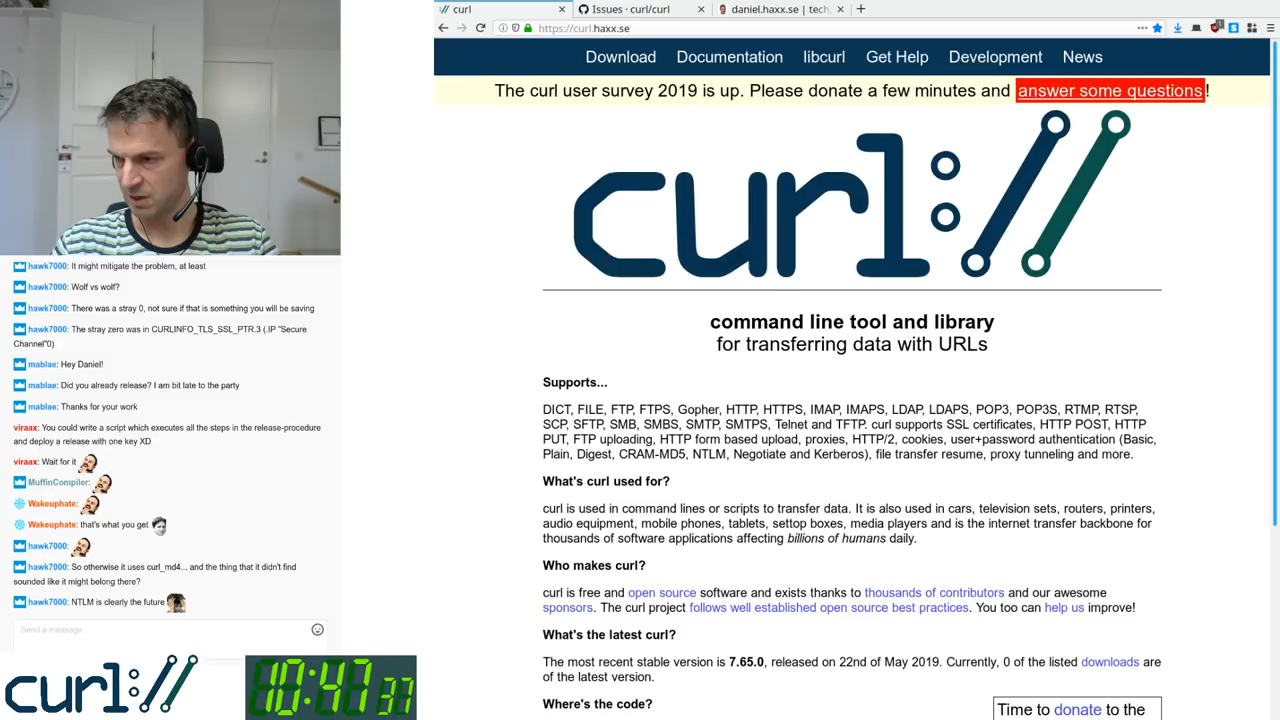 curl
Issues · curl/curl
daniel.haxx.se | tech,
https://curl.haxx.se
Download Documentation libcurl Get Help Development News
The curl user survey 2019 is up. Please donate a few minutes and answer some questions!
curl://
command line tool and library
for transferring data with URLs
Supports...
DICT, FILE, FTP, FTPS, Gopher, HTTP, HTTPS, IMAP, IMAPS, LDAP, LDAPS, POP3, POP3S, RTMP, RTSP,
SCP, SFTP, SMB, SMBS, SMTP, SMTPS, Telnet and TFTP. curl supports SSL certificates, HTTP POST, HTTP
PUT, FTP uploading, HTTP form based upload, proxies, HTTP/2, cookies, user+password authentication (Basic,
Plain, Digest, CRAM-MD5, NTLM, Negotiate and Kerberos), file transfer resume, proxy tunneling and more.
What's curl used for?
curl is used in command lines or scripts to transfer data. It is also used in cars, television sets, routers, printers,
audio equipment, mobile phones, tablets, settop boxes, media players and is the internet transfer backbone for
thousands of software applications affecting billions of humans daily.
Who makes curl?
curl is free and open source software and exists thanks to thousands of contributors and our awesome
sponsors. The curl project follows well established open source best practices. You too can help us improve!
What's the latest curl?
The most recent stable version is 7.65.0, released on 22nd of May 2019. Currently, 0 of the listed downloads are
of the latest version.
Where's the code?
Time to donate to the
hawk7000: It might mitigate the problem, at least
hawk7000: Wolf vs wolf?
hawk7000: There was a stray 0, not sure if that is something you will be saving
hawk7000: The stray zero was in CURLINFO_TLS_SSL_PTR.3 (.IP "Secure
Channel"0)
mablae: Hey Daniel!
mablae: Did you already release? I am bit late to the party
mablae: Thanks for your work
viraax: You could write a script which executes all the steps in the release-procedure
and deploy a release with one key XD
viraax: Wait for it
MuffinCompiler:
Wakeuphate:
Wakeuphate: that's what you get
hawk7000:
hawk7000: So otherwise it uses curl_md4... and the thing that it didn't find
sounded like it might belong there?
hawk7000: NTLM is clearly the future
Send a message
curl://
10:47 37